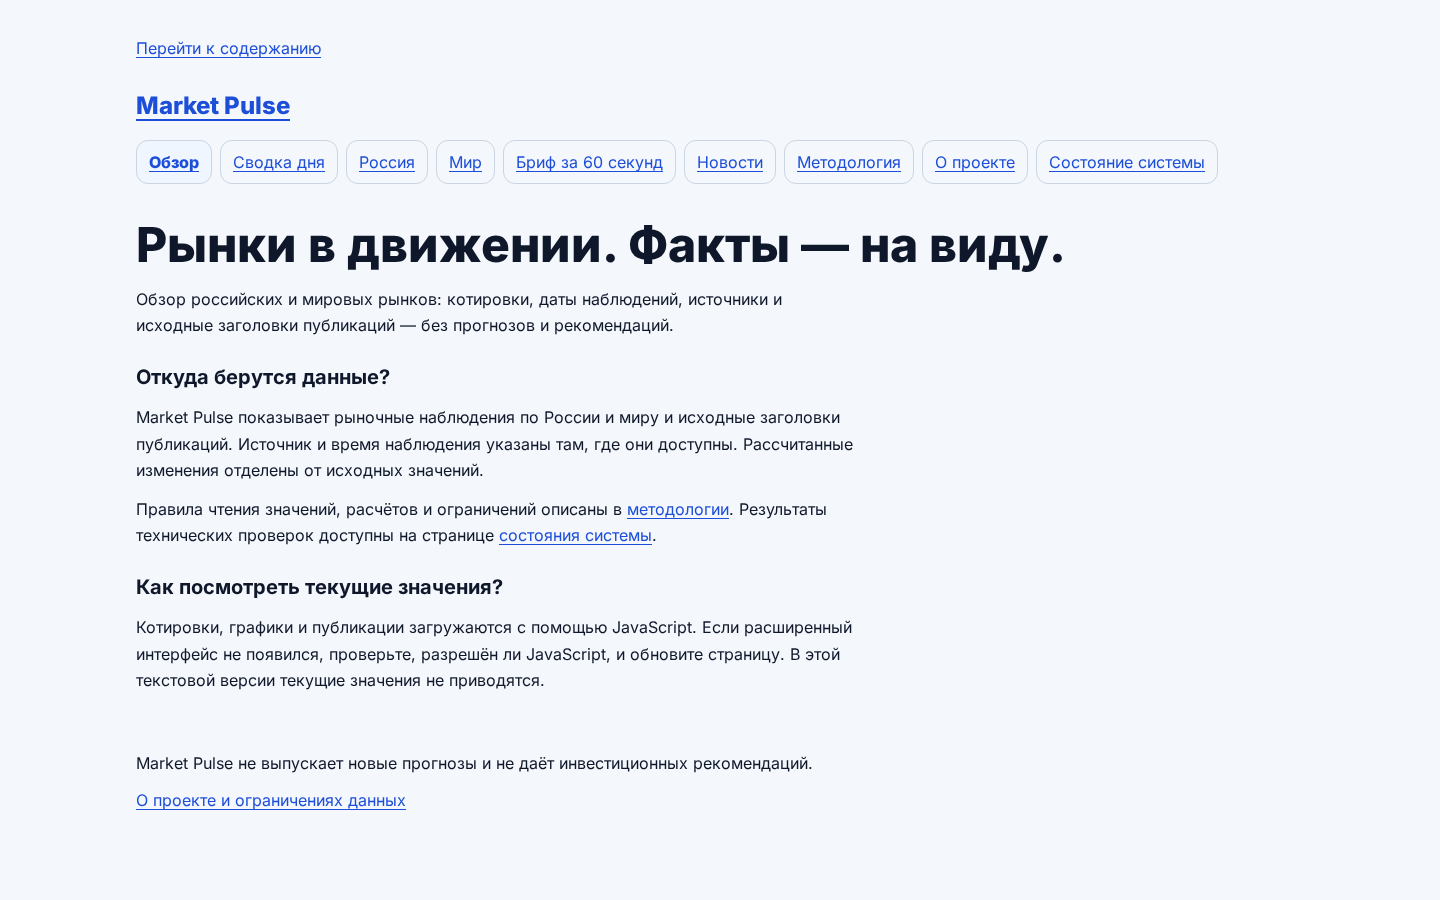 Перейти к содержанию
Market Pulse
Обзор
Сводка дня
Россия
Мир
Бриф за 60 секунд
Новости
Методология
О проекте
Состояние системы
Рынки в движении. Факты — на виду.
Обзор российских и мировых рынков: котировки, даты наблюдений, источники и
исходные заголовки публикаций — без прогнозов и рекомендаций.
Откуда берутся данные?
Market Pulse показывает рыночные наблюдения по России и миру и исходные заголовки
публикаций. Источник и время наблюдения указаны там, где они доступны. Рассчитанные
изменения отделены от исходных значений.
Правила чтения значений, расчётов и ограничений описаны в методологии. Результаты
технических проверок доступны на странице состояния системы.
Как посмотреть текущие значения?
Котировки, графики и публикации загружаются с помощью JavaScript. Если расширенный
интерфейс не появился, проверьте, разрешён ли JavaScript, и обновите страницу. В этой
текстовой версии текущие значения не приводятся.
Market Pulse не выпускает новые прогнозы и не даёт инвестиционных рекомендаций.
О проекте и ограничениях данных